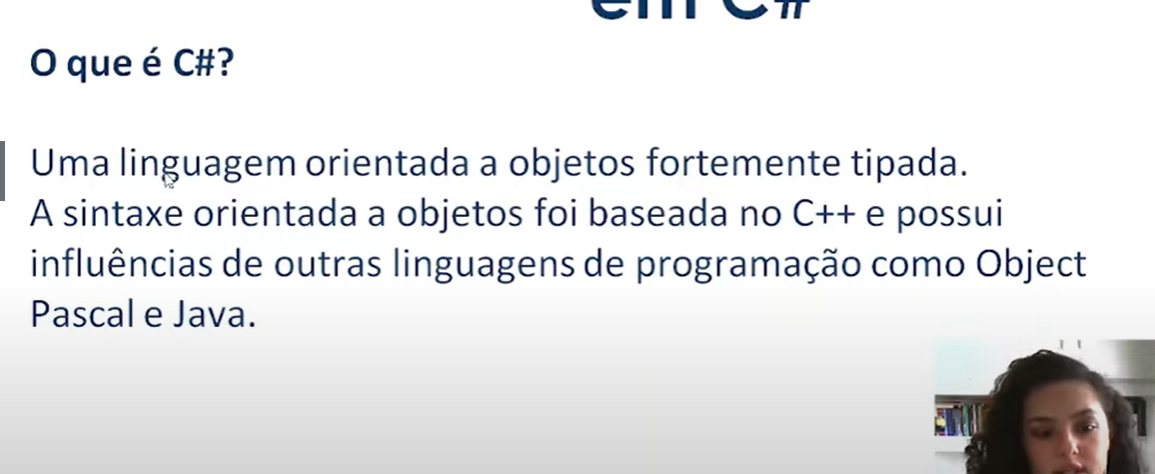 em C#
O que é C#?
Uma linguagem orientada a objetos fortemente tipada.
A sintaxe orientada a objetos foi baseada no C++ e possui
influências de outras linguagens de programação como Object
Pascal e Java.